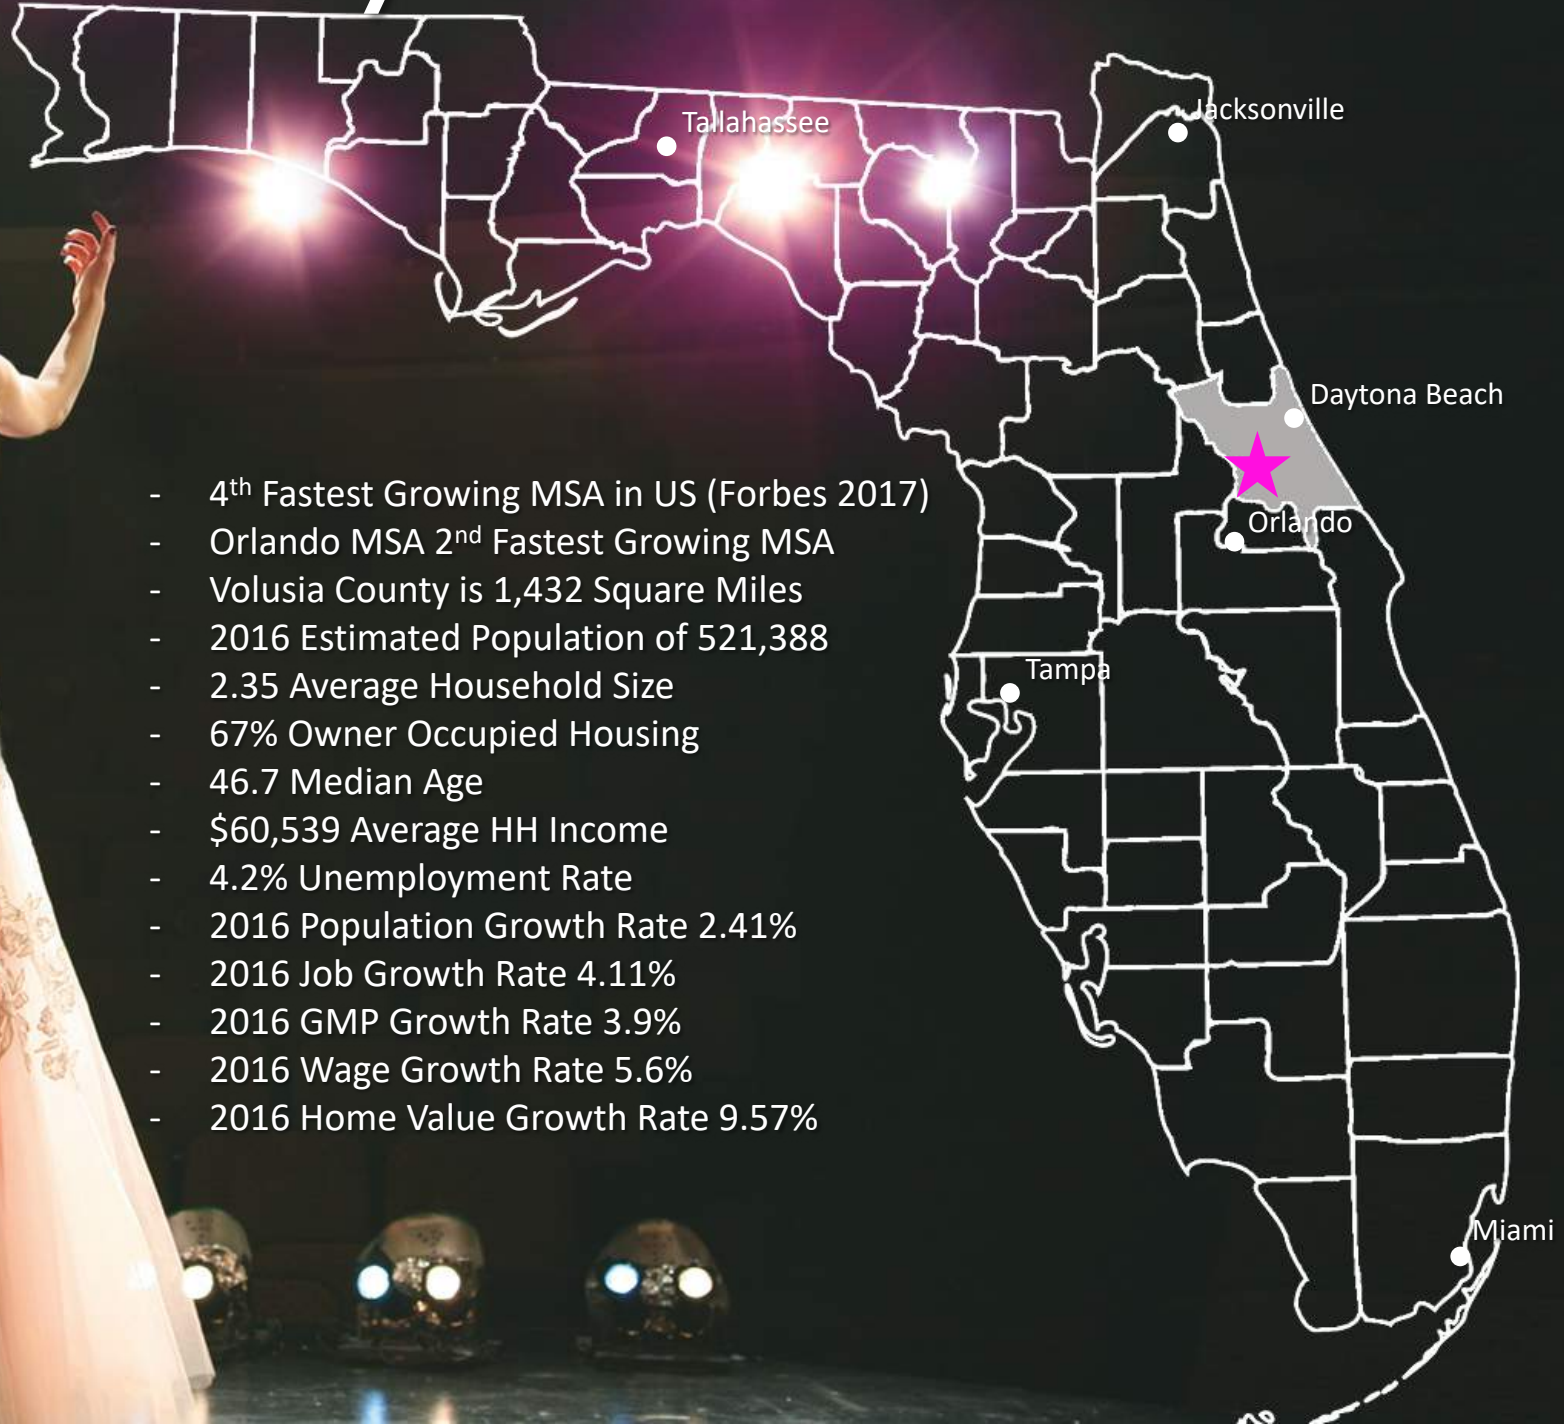 Tallahassee
Jacksonville
Daytona Beach
- 4th Fastest Growing MSA in US (Forbes 2017)
- Orlando MSA 2nd Fastest Growing MSA
Orlando
- Volusia County is 1,432 Square Miles
- 2016 Estimated Population of 521,388
- 2.35 Average Household Size
Tampa
- 67% Owner Occupied Housing
- 46.7 Median Age
- $60,539 Average HH Income
- 4.2% Unemployment Rate
- 2016 Population Growth Rate 2.41%
- 2016 Job Growth Rate 4.11%
- 2016 GMP Growth Rate 3.9%
- 2016 Wage Growth Rate 5.6%
- 2016 Home Value Growth Rate 9.57%
Miami